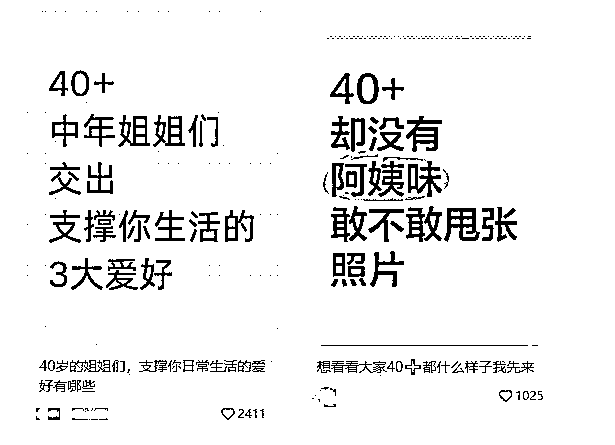 40+
中年姐姐们
交出
支撑你生活的
3大爱好
40岁的姐姐们，支撑你日常生活的爱
好有哪些
2411
40+
却没有
阿姨味
敢不敢甩张
照片
想看看大家40➕都什么样子我先来
1025